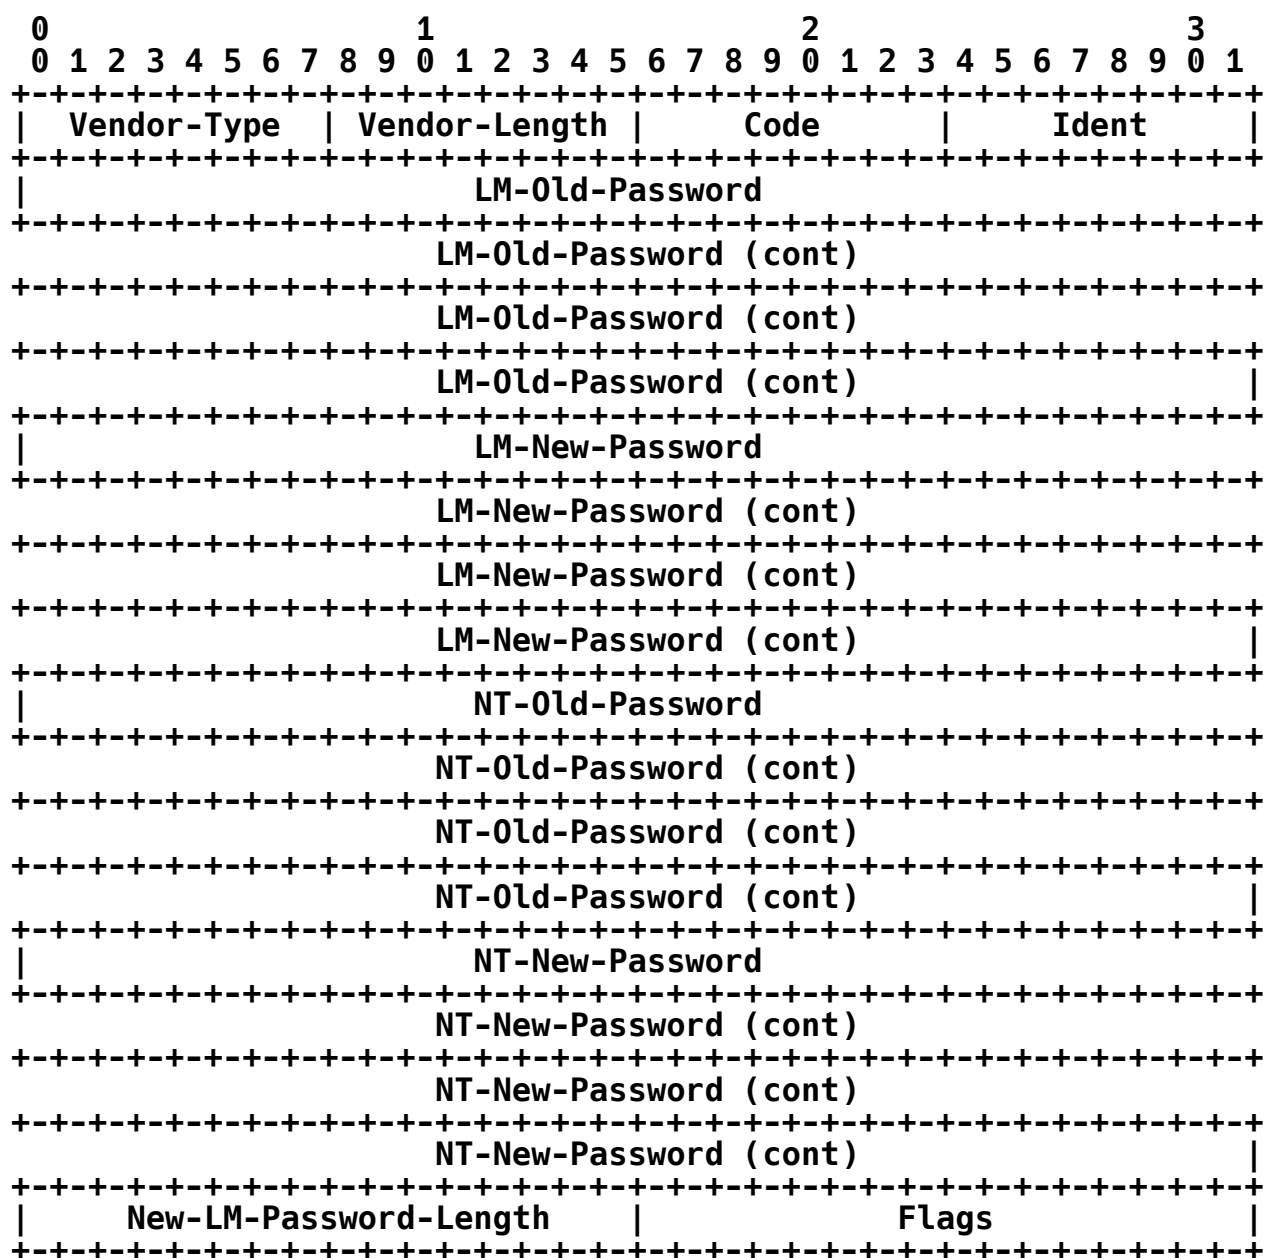 0                   1                   2                   3
 0 1 2 3 4 5 6 7 8 9 0 1 2 3 4 5 6 7 8 9 0 1 2 3 4 5 6 7 8 9 0 1
+-+-+-+-+-+-+-+-+-+-+-+-+-+-+-+-+-+-+-+-+-+-+-+-+-+-+-+-+-+-+-+-+
|  Vendor-Type  | Vendor-Length |     Code      |     Ident     |
+-+-+-+-+-+-+-+-+-+-+-+-+-+-+-+-+-+-+-+-+-+-+-+-+-+-+-+-+-+-+-+-+
|                       LM-Old-Password
+-+-+-+-+-+-+-+-+-+-+-+-+-+-+-+-+-+-+-+-+-+-+-+-+-+-+-+-+-+-+-+-+
                      LM-Old-Password (cont)
+-+-+-+-+-+-+-+-+-+-+-+-+-+-+-+-+-+-+-+-+-+-+-+-+-+-+-+-+-+-+-+-+
                      LM-Old-Password (cont)
+-+-+-+-+-+-+-+-+-+-+-+-+-+-+-+-+-+-+-+-+-+-+-+-+-+-+-+-+-+-+-+-+
                      LM-Old-Password (cont)                    |
+-+-+-+-+-+-+-+-+-+-+-+-+-+-+-+-+-+-+-+-+-+-+-+-+-+-+-+-+-+-+-+-+
|                       LM-New-Password
+-+-+-+-+-+-+-+-+-+-+-+-+-+-+-+-+-+-+-+-+-+-+-+-+-+-+-+-+-+-+-+-+
                      LM-New-Password (cont)
+-+-+-+-+-+-+-+-+-+-+-+-+-+-+-+-+-+-+-+-+-+-+-+-+-+-+-+-+-+-+-+-+
                      LM-New-Password (cont)
+-+-+-+-+-+-+-+-+-+-+-+-+-+-+-+-+-+-+-+-+-+-+-+-+-+-+-+-+-+-+-+-+
                      LM-New-Password (cont)                    |
+-+-+-+-+-+-+-+-+-+-+-+-+-+-+-+-+-+-+-+-+-+-+-+-+-+-+-+-+-+-+-+-+
|                       NT-Old-Password
+-+-+-+-+-+-+-+-+-+-+-+-+-+-+-+-+-+-+-+-+-+-+-+-+-+-+-+-+-+-+-+-+
                      NT-Old-Password (cont)
+-+-+-+-+-+-+-+-+-+-+-+-+-+-+-+-+-+-+-+-+-+-+-+-+-+-+-+-+-+-+-+-+
                      NT-Old-Password (cont)
+-+-+-+-+-+-+-+-+-+-+-+-+-+-+-+-+-+-+-+-+-+-+-+-+-+-+-+-+-+-+-+-+
                      NT-Old-Password (cont)                    |
+-+-+-+-+-+-+-+-+-+-+-+-+-+-+-+-+-+-+-+-+-+-+-+-+-+-+-+-+-+-+-+-+
|                       NT-New-Password
+-+-+-+-+-+-+-+-+-+-+-+-+-+-+-+-+-+-+-+-+-+-+-+-+-+-+-+-+-+-+-+-+
                      NT-New-Password (cont)
+-+-+-+-+-+-+-+-+-+-+-+-+-+-+-+-+-+-+-+-+-+-+-+-+-+-+-+-+-+-+-+-+
                      NT-New-Password (cont)
+-+-+-+-+-+-+-+-+-+-+-+-+-+-+-+-+-+-+-+-+-+-+-+-+-+-+-+-+-+-+-+-+
                      NT-New-Password (cont)                    |
+-+-+-+-+-+-+-+-+-+-+-+-+-+-+-+-+-+-+-+-+-+-+-+-+-+-+-+-+-+-+-+-+
|     New-LM-Password-Length    |             Flags             |
+-+-+-+-+-+-+-+-+-+-+-+-+-+-+-+-+-+-+-+-+-+-+-+-+-+-+-+-+-+-+-+-+